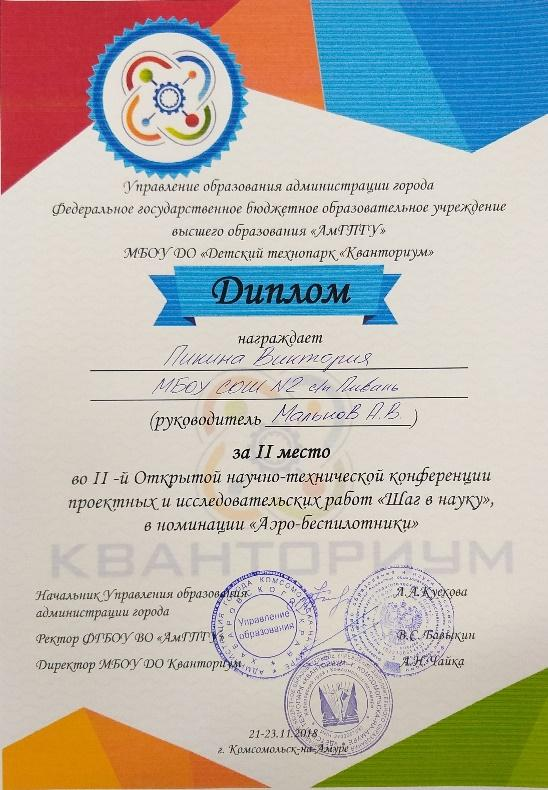 Управление образования администрации города
Федеральное государственное бюджетное образовательное учреждение
высшего образования «АмГПГУ»
МБОУ ДО «Детский технопарк «Кванториум»
Диплом
награждает
Пикина Виктория
МБОУ СОШ №2 с/п Пивань
(руководитель Мальков А.В.)
за II место
во II -й Открытой научно-технической конференции
проектных и исследовательских работ «Шаг в науку»,
в номинации «Аэро-беспилотники»
КВАНТОРИУМ
Начальник Управления образования
администрации города
Л.А.Кускова
Ректор ФГБОУ ВО «АмГПГУ»
В.С. Бавыкин
Директор МБОУ ДО Кванториум
А.Н.Чайка
Управление
образования
21-23.11.2018
г. Комсомольск-на-Амуре